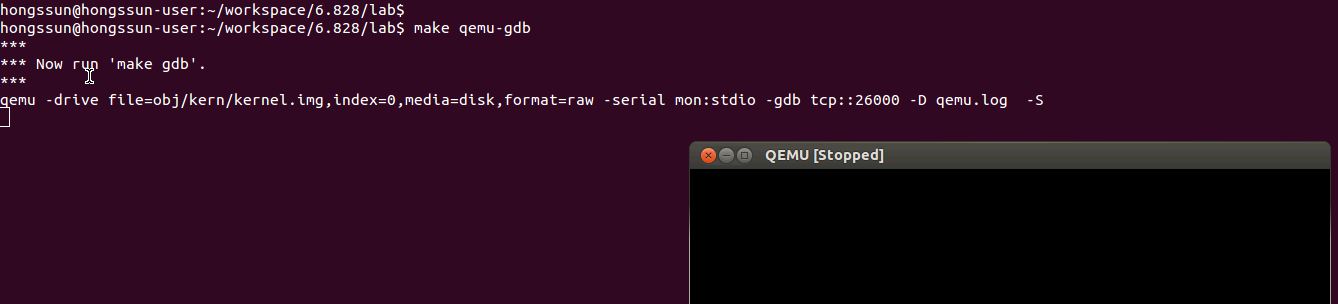 hongssun@hongssun-user:~/workspace/6.828/lab$
hongssun@hongssun-user:~/workspace/6.828/lab$ make qemu-gdb
***
*** Now run 'make gdb'.
***
qemu -drive file=obj/kern/kernel.img,index=0,media=disk,format=raw -serial mon:stdio -gdb tcp::26000 -D qemu.log  -S
QEMU [Stopped]